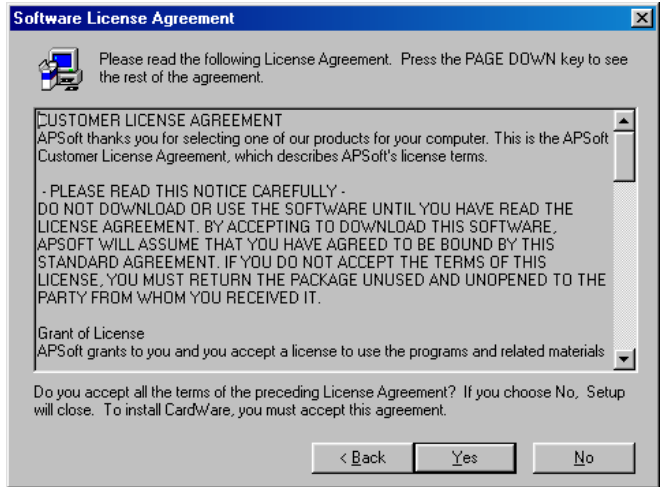 Software License Agreement
Please read the following License Agreement. Press the PAGE DOWN key to see
the rest of the agreement.
CUSTOMER LICENSE AGREEMENT
APSoft thanks you for selecting one of our products for your computer. This is the APSoft
Customer License Agreement, which describes APSoft's license terms.
- PLEASE READ THIS NOTICE CAREFULLY -
DO NOT DOWNLOAD OR USE THE SOFTWARE UNTIL YOU HAVE READ THE
LICENSE AGREEMENT. BY ACCEPTING TO DOWNLOAD THIS SOFTWARE,
APSOFT WILL ASSUME THAT YOU HAVE AGREED TO BE BOUND BY THIS
STANDARD AGREEMENT. IF YOU DO NOT ACCEPT THE TERMS OF THIS
LICENSE, YOU MUST RETURN THE PACKAGE UNUSED AND UNOPENED TO THE
PARTY FROM WHOM YOU RECEIVED IT.
Grant of License
APSoft grants to you and you accept a license to use the programs and related materials
Do you accept all the terms of the preceding License Agreement? If you choose No, Setup
will close. To install CardWare, you must accept this agreement.
< Back Yes No